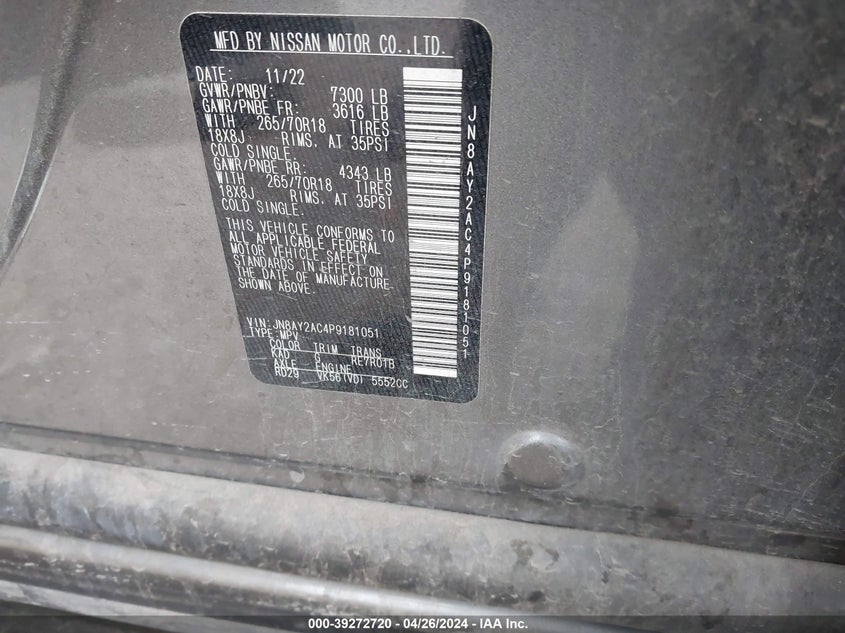 MFD BY NISSAN MOTOR CO.,LTD.
DATE: 11/22
GVWR/PNBV: 7300 LB
GAWR/PNBE FR: 3616 LB
WITH 265/70R18 TIRES
18X8J RIMS. AT 35PSI
COLD SINGLE.
GAWR/PNBE RR: 4343 LB
WITH 265/70R18 TIRES
18X8J RIMS. AT 35PSI
COLD SINGLE.
THIS VEHICLE CONFORMS TO
ALL APPLICABLE FEDERAL
MOTOR VEHICLE SAFETY
STANDARDS IN EFFECT ON
THE DATE OF MANUFACTURE
SHOWN ABOVE.
VIN: JN8AY2AC4P9181051
TYPE: MPV
COLOR TRIM TRANS
KAD G RE7R01B
AXLE ENGINE
RD29 VK56(VD) 5552CC
JN8AY2AC4P9181051
000-39272720 - 04/26/2024 - IAA Inc.